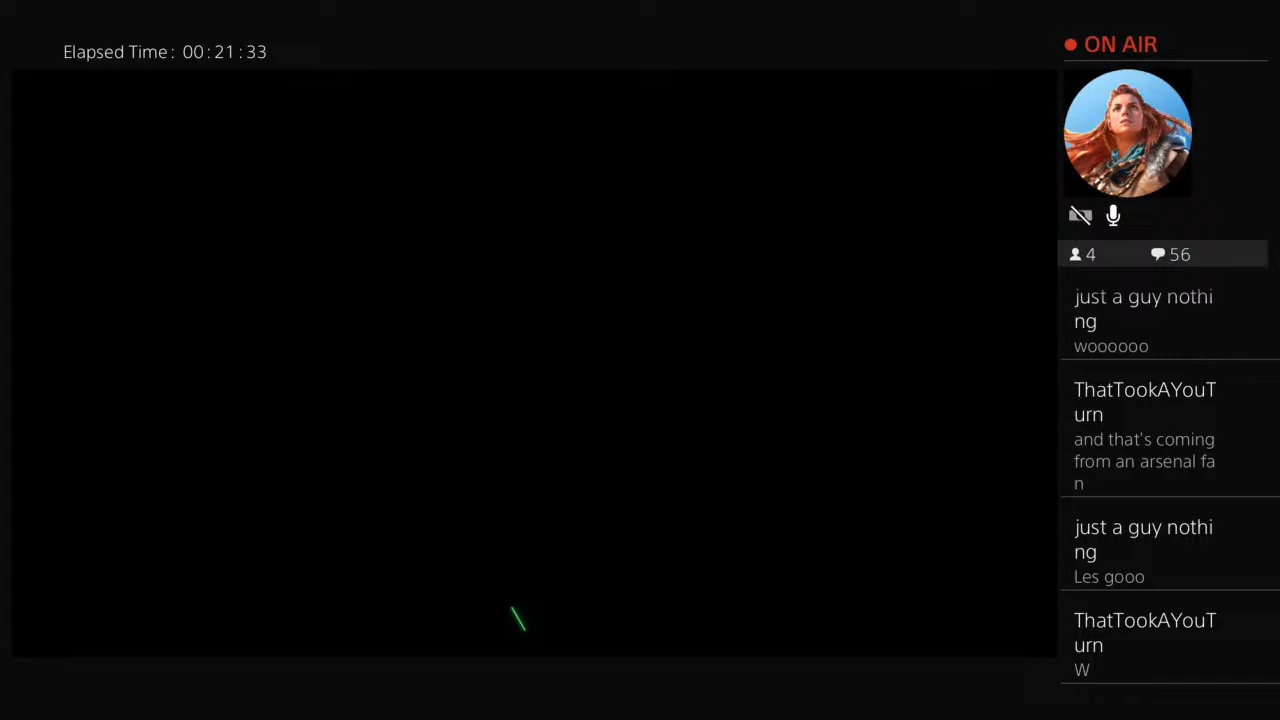 Elapsed Time: 00:21:33
ON AIR
4 56
just a guy nothi
ng
woooooo
ThatTookAYouT
urn
and that's coming
from an arsenal fa
n
just a guy nothi
ng
Les gooo
ThatTookAYouT
urn
W